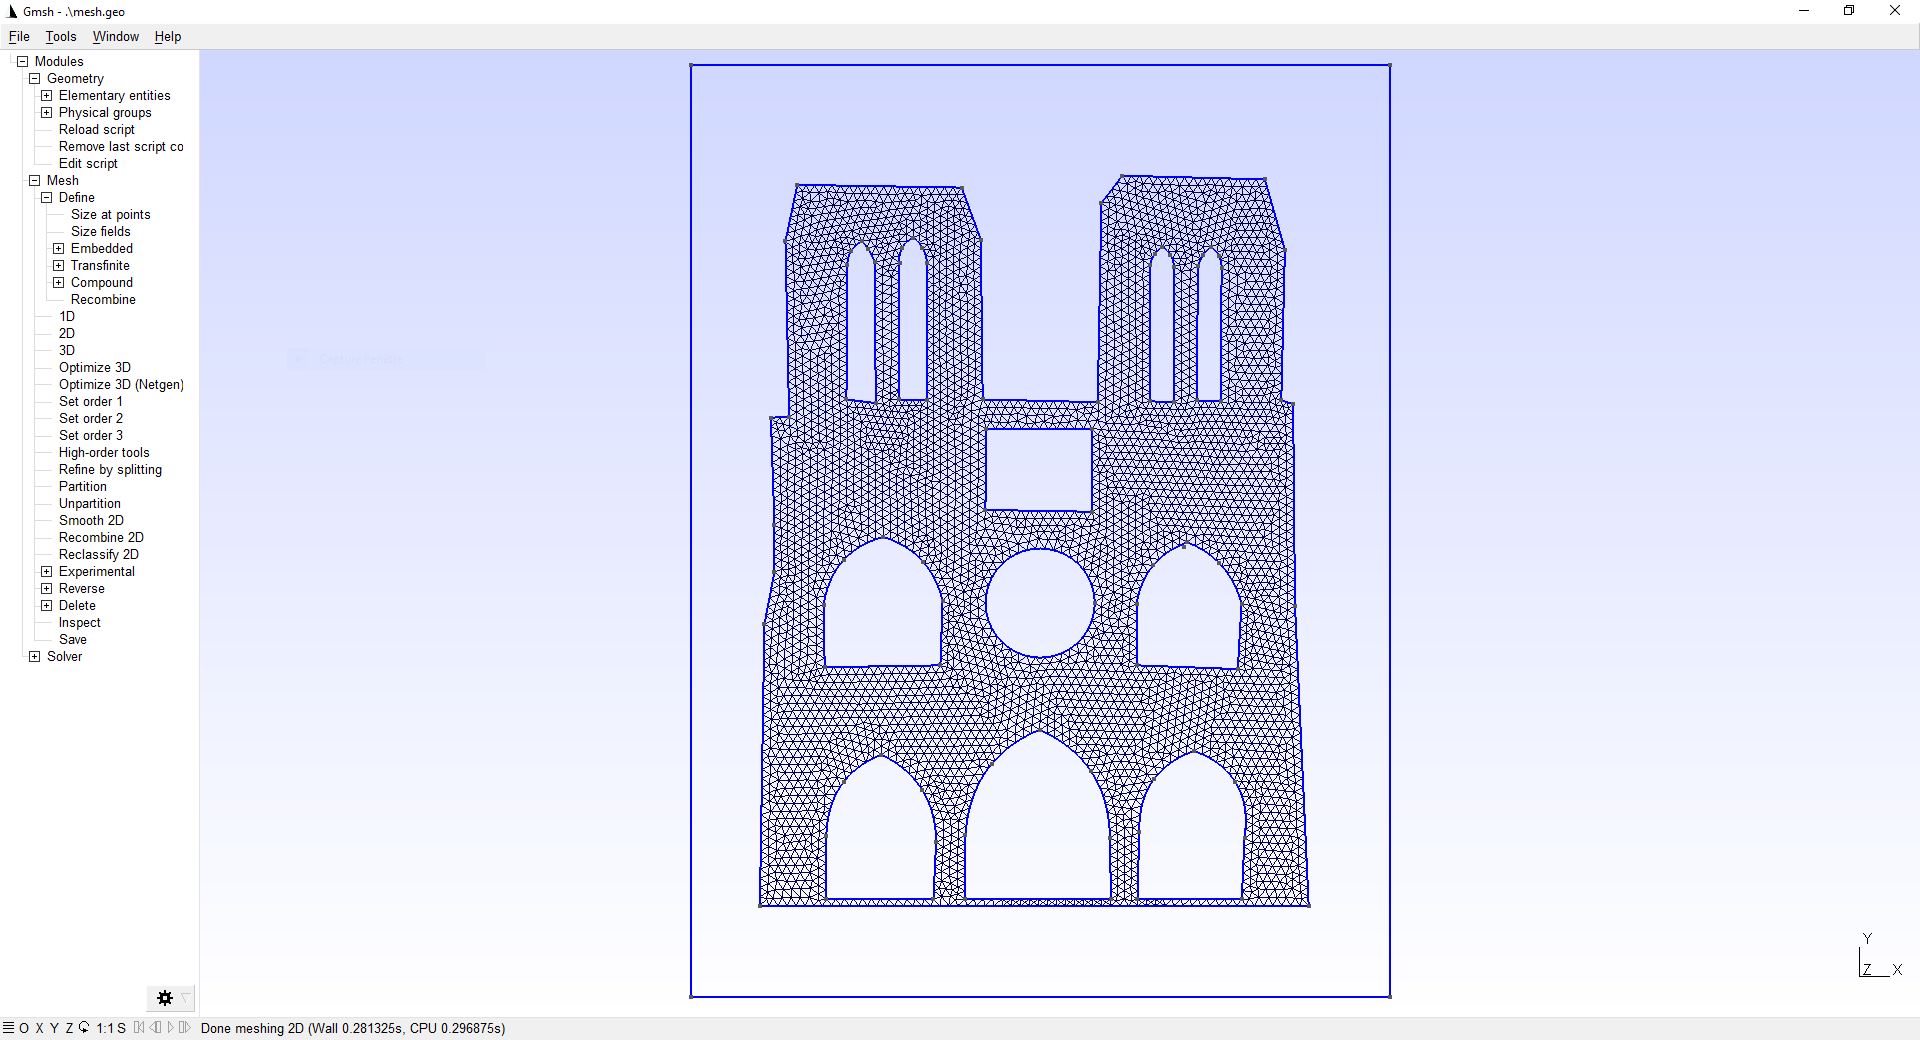 Gmsh - .\mesh.geo
File Tools Window Help
Modules
Geometry
Elementary entities
Physical groups
Reload script
Remove last script co
Edit script
Mesh
Define
Size at points
Size fields
Embedded
Transfinite
Compound
Recombine
1D
2D
3D
Optimize 3D
Optimize 3D (Netgen)
Set order 1
Set order 2
Set order 3
High-order tools
Refine by splitting
Partition
Unpartition
Smooth 2D
Recombine 2D
Reclassify 2D
Experimental
Reverse
Delete
Inspect
Save
Solver
Y
Z X
O X Y Z 1:1 S Done meshing 2D (Wall 0.281325s, CPU 0.296875s)